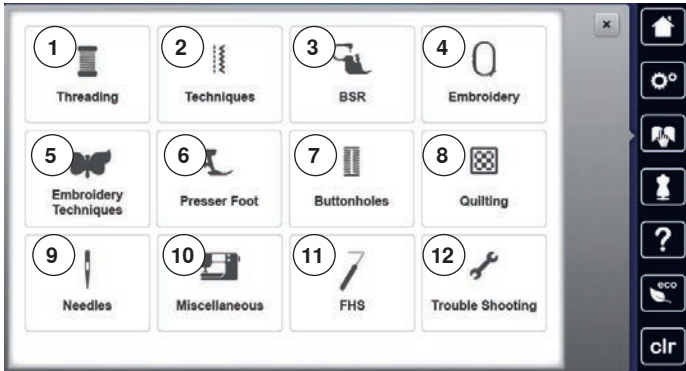 1
Threading
2
Techniques
3
BSR
4
Embroidery
5
Embroidery
Techniques
6
Presser Foot
7
Buttonholes
8
Quilting
9
Needles
10
Miscellaneous
11
FHS
12
Trouble Shooting
×
?
eco
clr